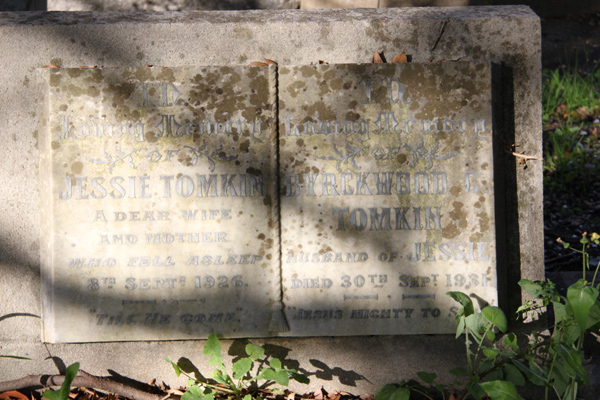 IN
Loving Memory
of
JESSIE. TOMKIN
A DEAR WIFE
AND MOTHER.
WHO FELL ASLEEP
8TH SEPT. 1926.
"TILL HE COME."
IN
Loving Memory
of
G.
TOMKIN
HUSBAND OF JESSIE
DIED 30TH SEPT. 1931.
"JESUS MIGHTY TO